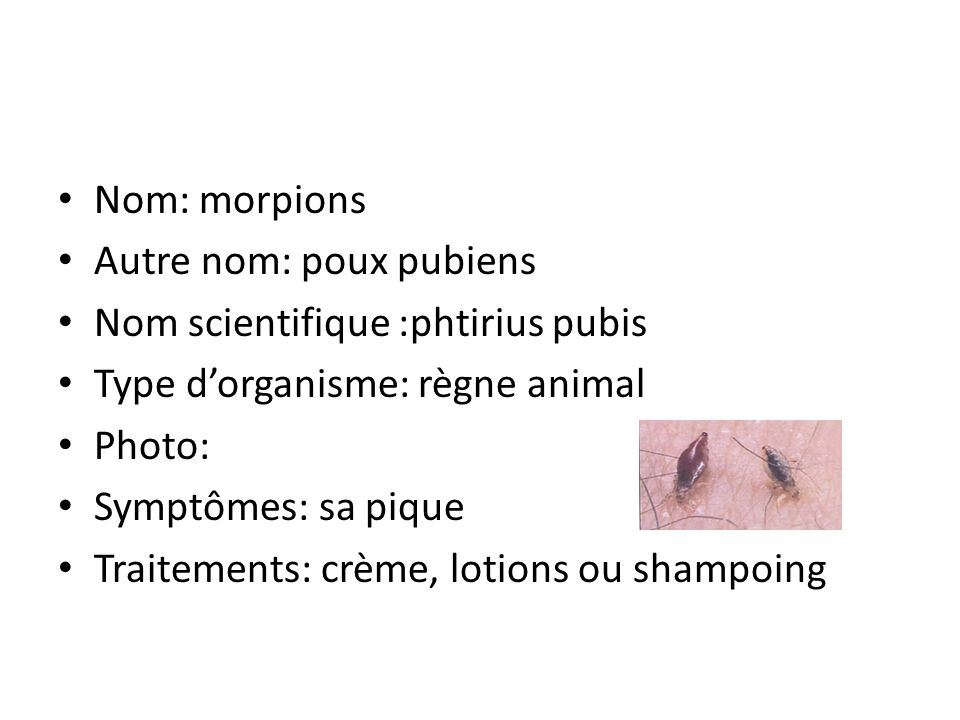 • Nom: morpions
• Autre nom: poux pubiens
• Nom scientifique :phtirius pubis
• Type d’organisme: règne animal
• Photo:
• Symptômes: sa pique
• Traitements: crème, lotions ou shampoing